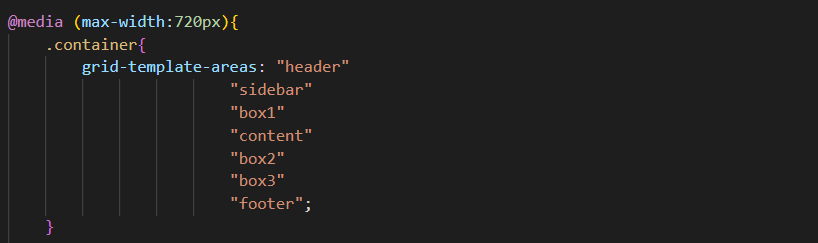 @media (max-width:720px){
.container{
grid-template-areas: "header"
"sidebar"
"box1"
"content"
"box2"
"box3"
"footer";
}